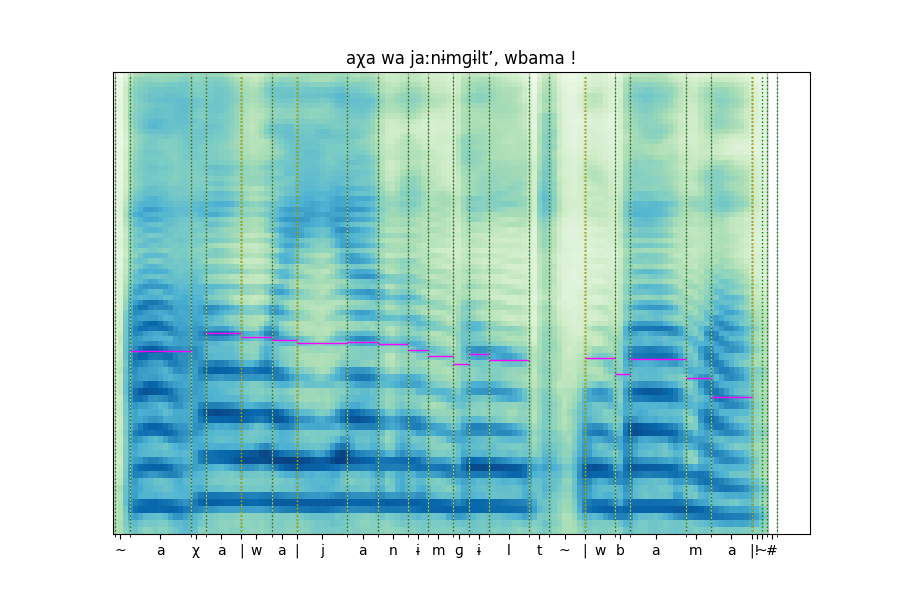 aχa wa jaːnɨmgɨlt’, wbama !
~ a χ a | w a | j a n ɨ m g ɨ l t ~ | w b a m a |!~#